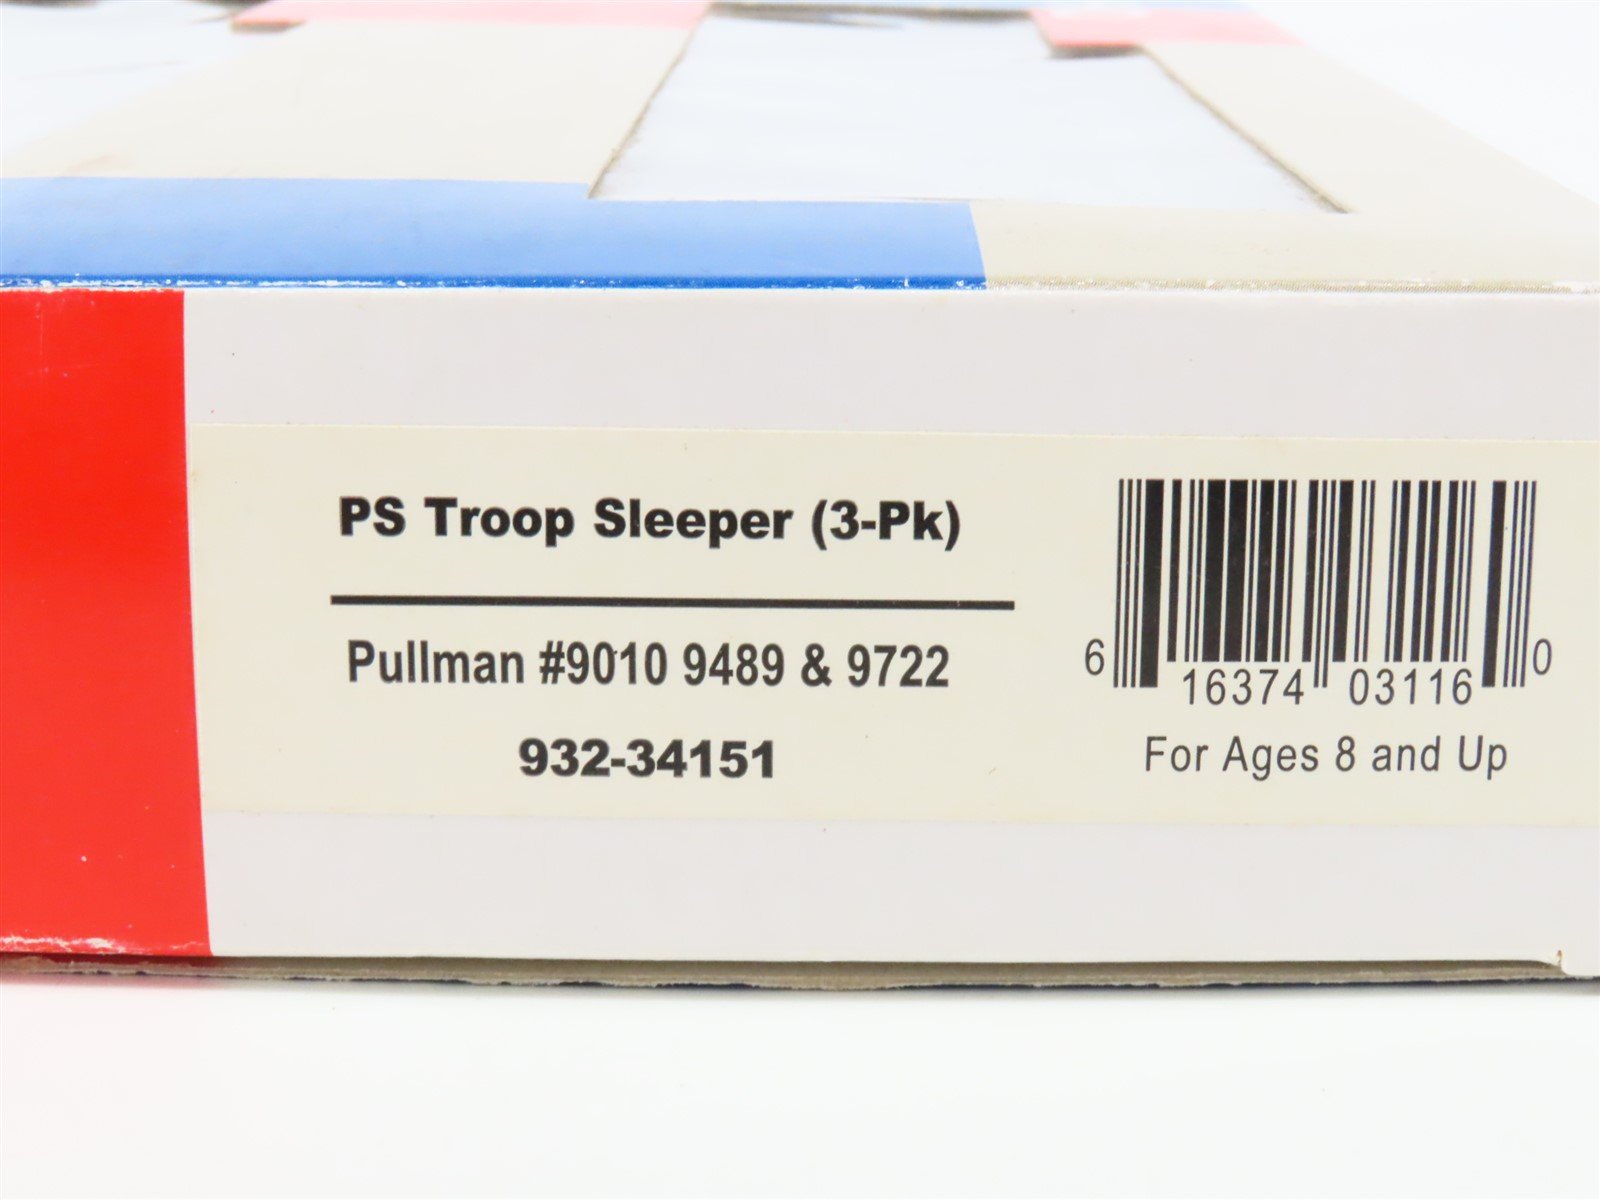 PS Troop Sleeper (3-Pk)
Pullman #9010 9489 & 9722
932-34151
6 16374 03116 0
For Ages 8 and Up